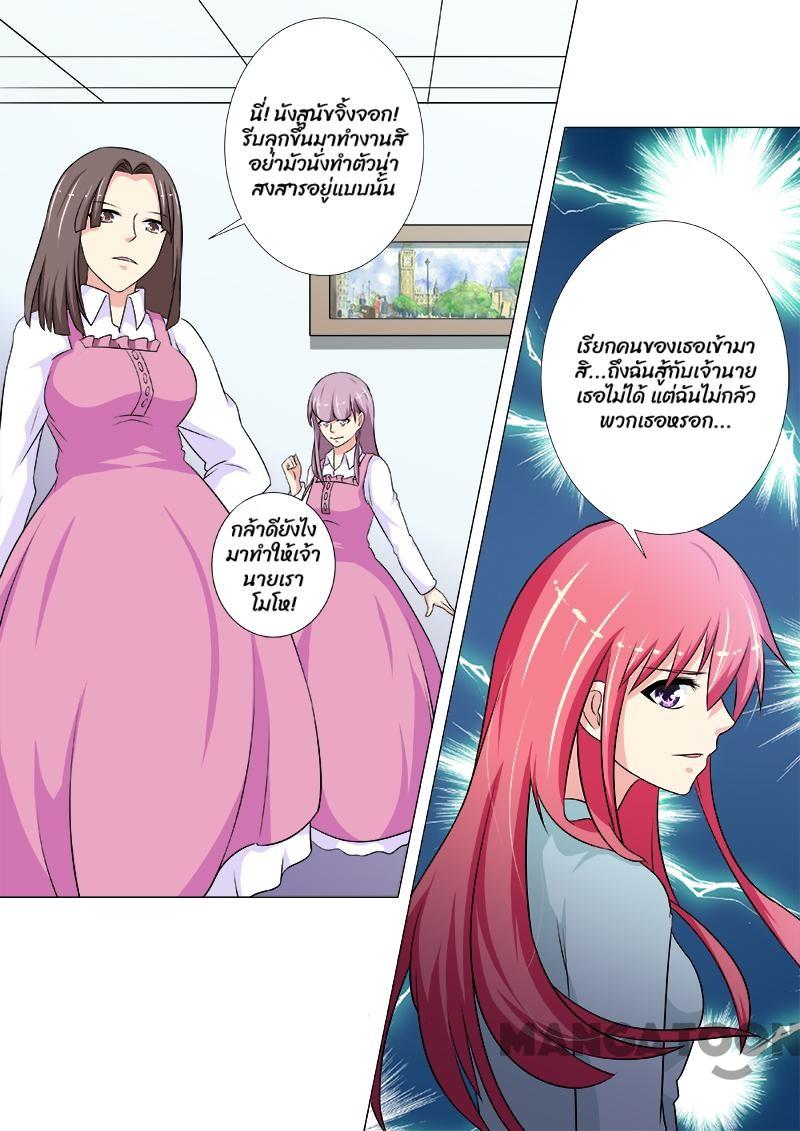 นี่! นังสุนัขจิ้งจอก!
รีบลุกขึ้นมาทำงานสิ
อย่ามัวนั่งทำตัวน่า
สงสารอยู่แบบนั้น
กล้าดียังไง
มาทำให้เจ้า
นายเรา
โมโห!
เรียกคนของเธอเข้ามา
สิ...ถึงฉันสู้กับเจ้านาย
เธอไม่ได้ แต่ฉันไม่กลัว
พวกเธอหรอก...
MANGATOON